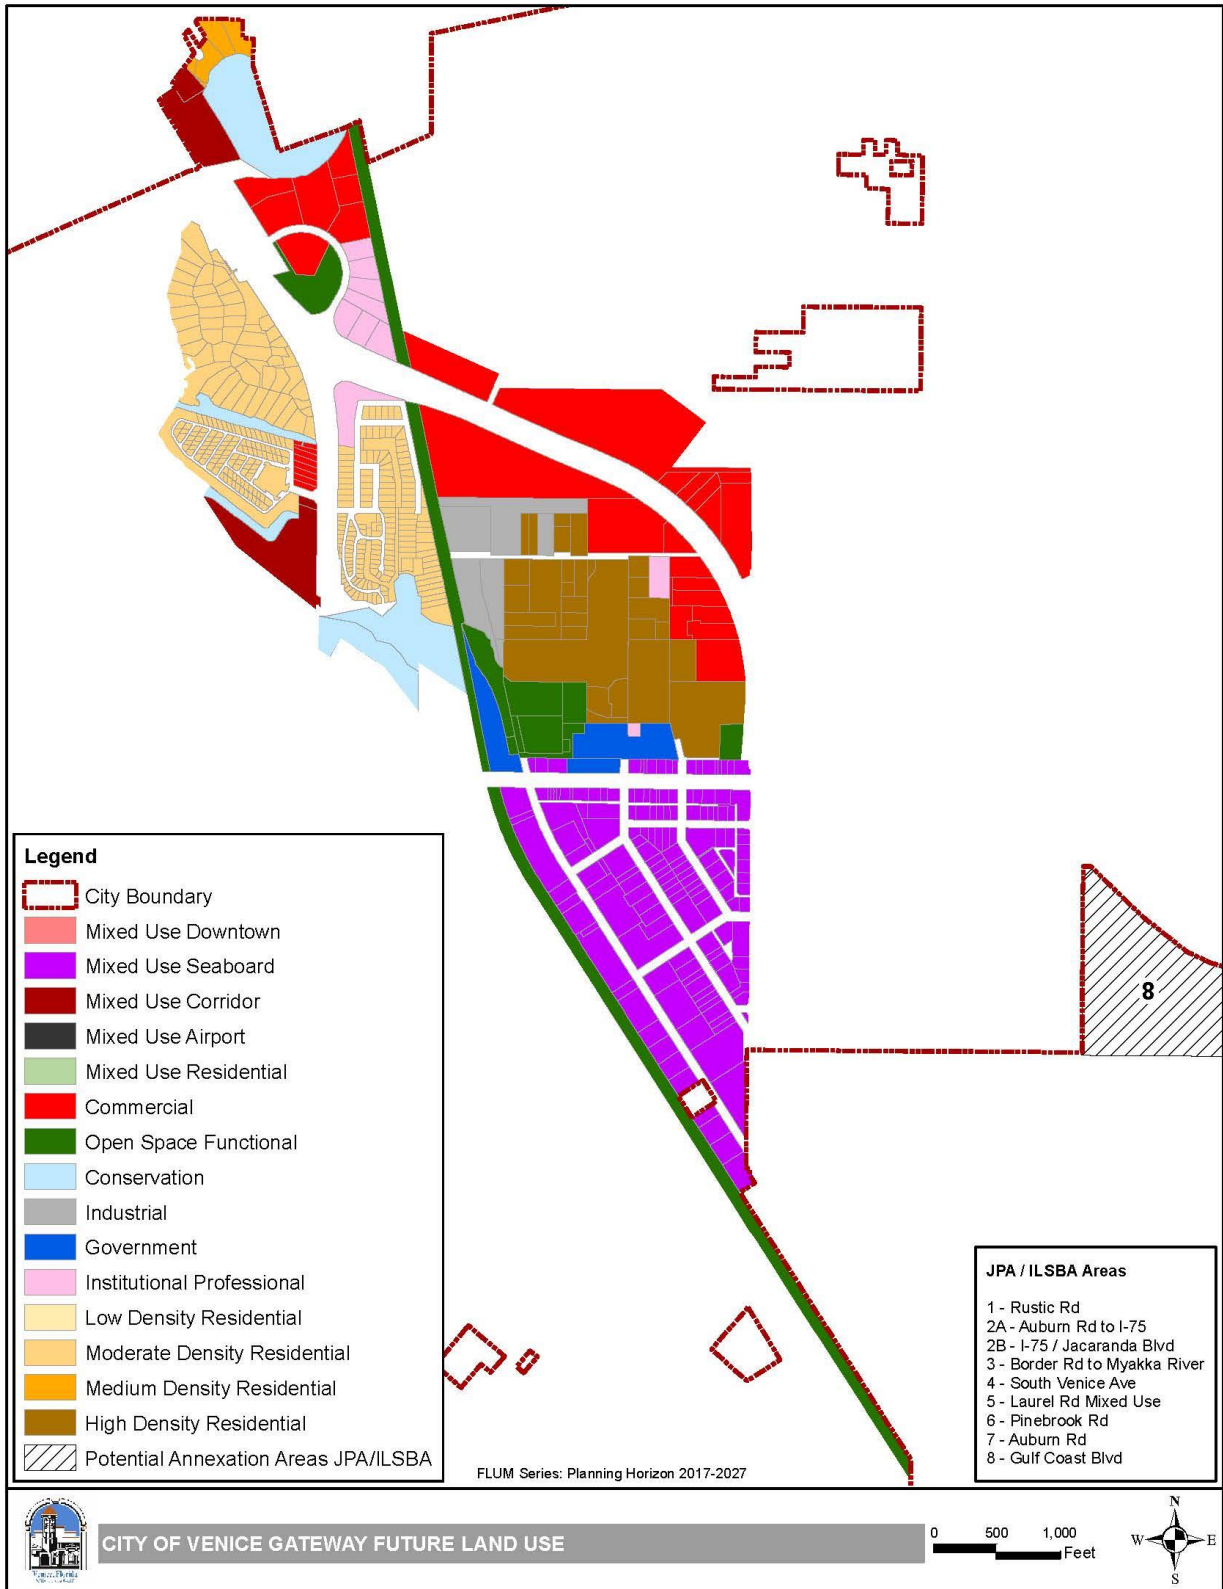 8
Legend
City Boundary
Mixed Use Downtown
Mixed Use Seaboard
Mixed Use Corridor
Mixed Use Airport
Mixed Use Residential
Commercial
Open Space Functional
Conservation
Industrial
Government
Institutional Professional
Low Density Residential
Moderate Density Residential
Medium Density Residential
High Density Residential
Potential Annexation Areas JPA/ILSBA
FLUM Series: Planning Horizon 2017-2027
JPA / ILSBA Areas
1 - Rustic Rd
2A - Auburn Rd to I-75
2B - I-75 / Jacaranda Blvd
3 - Border Rd to Myakka River
4 - South Venice Ave
5 - Laurel Rd Mixed Use
6 - Pinebrook Rd
7 - Auburn Rd
8 - Gulf Coast Blvd
Venice, Florida
CITY OF VENICE GATEWAY FUTURE LAND USE
0 500 1,000
Feet
N
W E
S